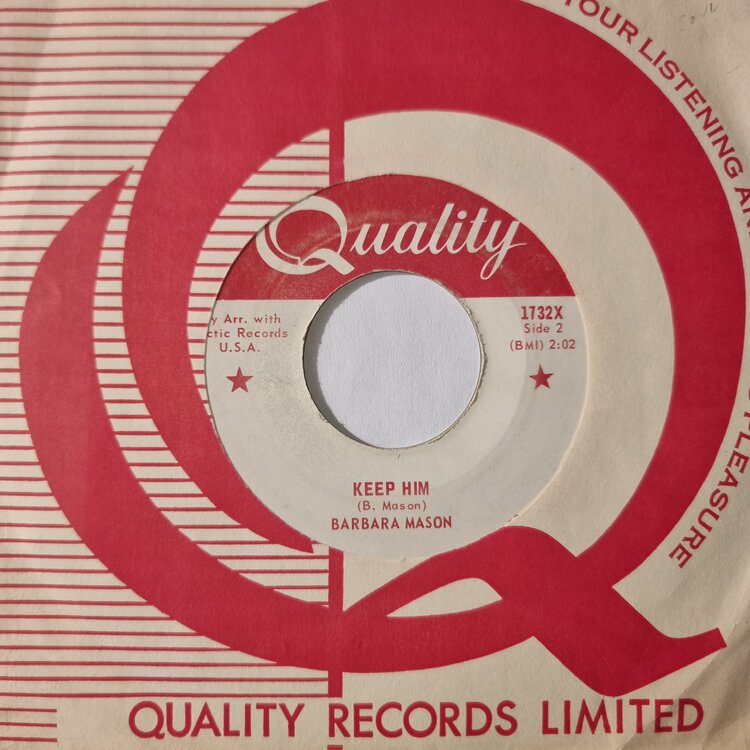 YOUR LISTENING
PLEASURE
Quality
y Arr. with
ctic Records
U.S.A.
1732X
Side 2
(BMI) 2:02
KEEP HIM
(B. Mason)
BARBARA MASON
QUALITY RECORDS LIMITED